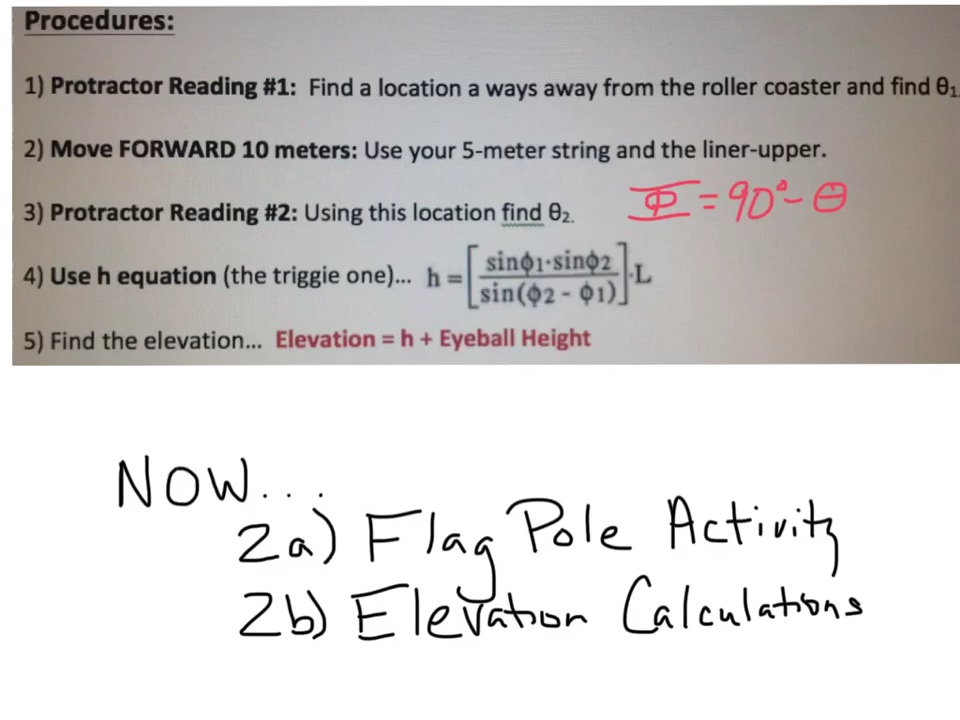 Procedures:
1) Protractor Reading #1: Find a location a ways away from the roller coaster and find θ₁.
2) Move FORWARD 10 meters: Use your 5-meter string and the liner-upper.
3) Protractor Reading #2: Using this location find θ₂.
Φ = 90° - θ
4) Use h equation (the triggie one)... h = [sinϕ1·sinϕ2 / sin(ϕ2 - ϕ1)]·L
5) Find the elevation... Elevation = h + Eyeball Height
NOW...
2a) Flag Pole Activity
2b) Elevation Calculations